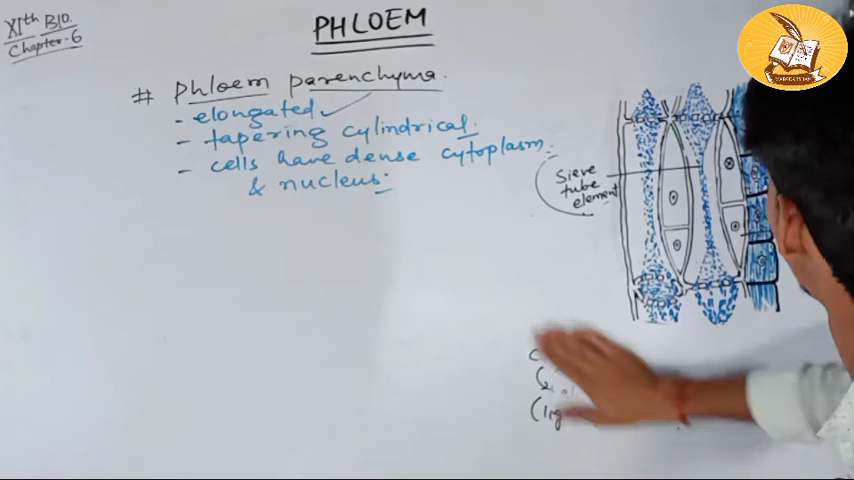 XIth BIO.
Chapter-6
PHLOEM
# Phloem parenchyma.
- elongated
- tapering cylindrical.
- cells have dense cytoplasm.
& nucleus.
Sieve
tube
element